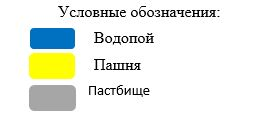 Условные обозначения:
Водопой
Пашня
Пастбище